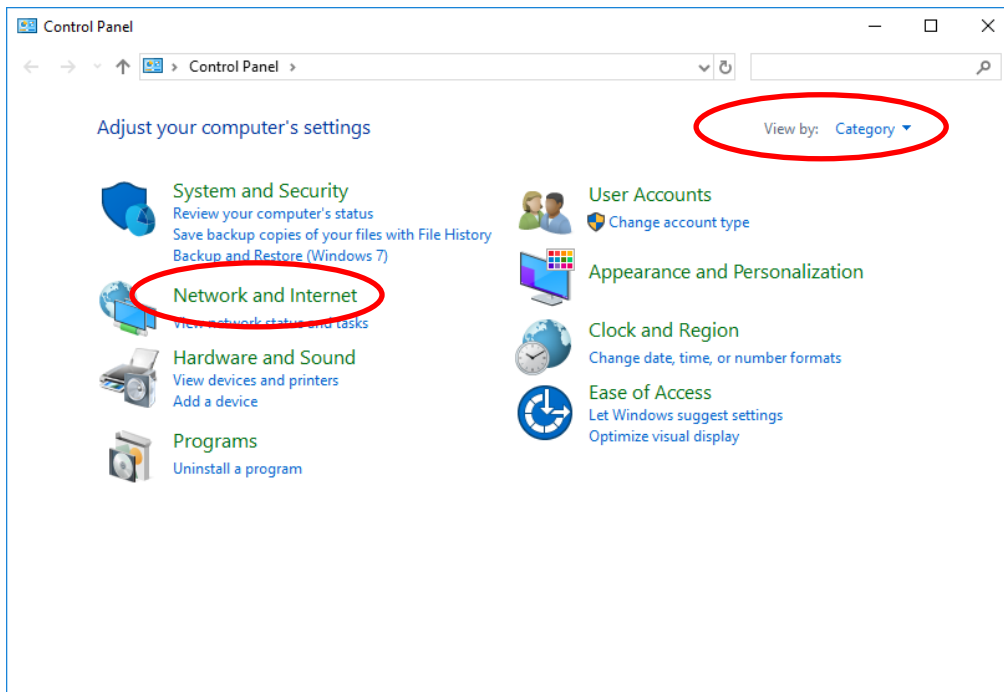 Control Panel
Control Panel
Adjust your computer's settings
View by: Category
System and Security
Review your computer's status
Save backup copies of your files with File History
Backup and Restore (Windows 7)
Network and Internet
View network status and tasks
Hardware and Sound
View devices and printers
Add a device
Programs
Uninstall a program
User Accounts
Change account type
Appearance and Personalization
Clock and Region
Change date, time, or number formats
Ease of Access
Let Windows suggest settings
Optimize visual display